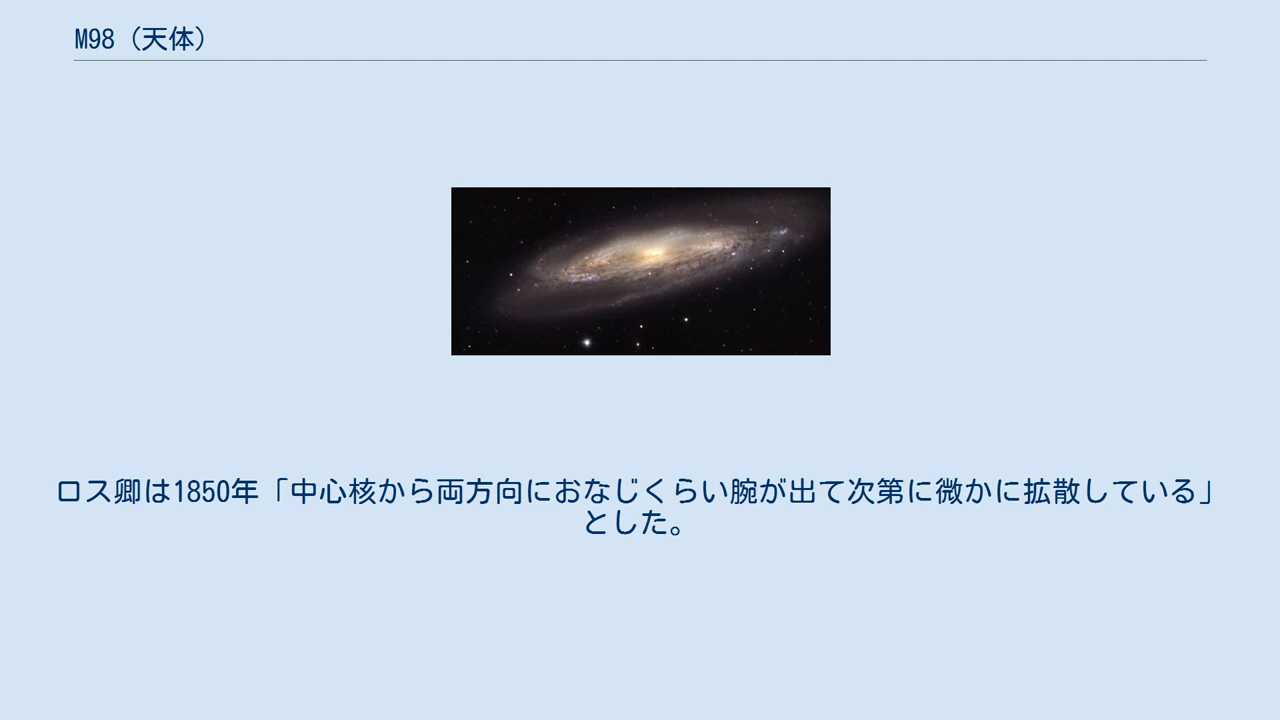 M98（天体）
ロス卿は1850年「中心核から両方向におなじくらい腕が出て次第に微かに拡散している」
とした。